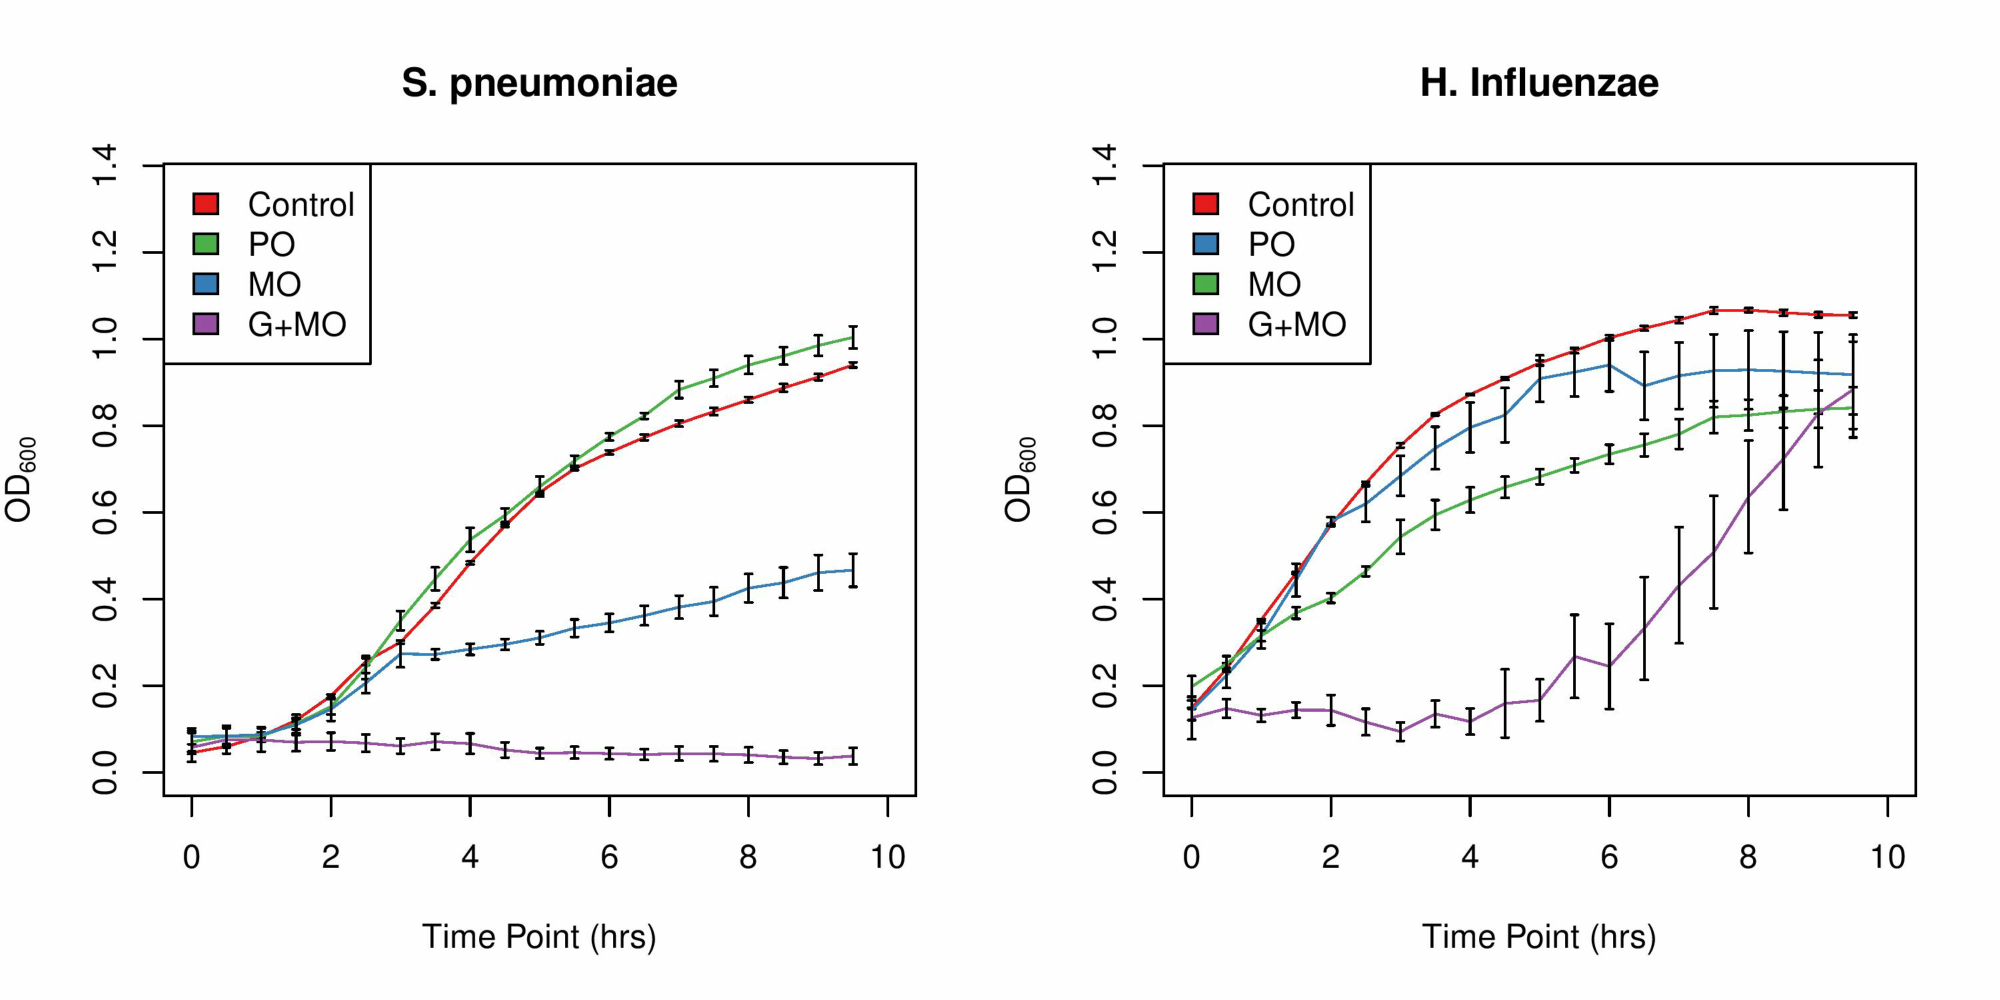 S. pneumoniae
Control
PO
MO
G+MO
1.4
1.2
1.0
0.8
0.6
0.4
0.2
0.0
OD600
0 2 4 6 8 10
Time Point (hrs)
H. Influenzae
Control
PO
MO
G+MO
1.4
1.2
1.0
0.8
0.6
0.4
0.2
0.0
OD600
0 2 4 6 8 10
Time Point (hrs)